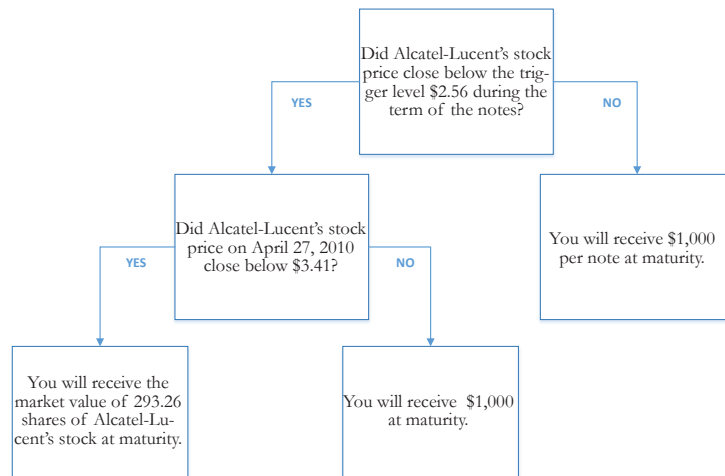 Did Alcatel-Lucent's stock
price close below the trig-
ger level $2.56 during the
term of the notes?
YES
NO
Did Alcatel-Lucent's stock
price on April 27, 2010
close below $3.41?
You will receive $1,000
per note at maturity.
YES
NO
You will receive the
market value of 293.26
shares of Alcatel-Lu-
cent's stock at maturity.
You will receive $1,000
at maturity.